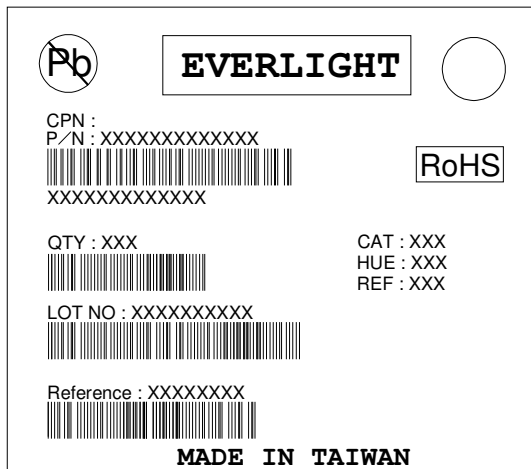 Pb
EVERLIGHT
CPN :
P/N : XXXXXXXXXXXXX
RoHS
XXXXXXXXXXXXX
QTY : XXX
CAT : XXX
HUE : XXX
REF : XXX
LOT NO : XXXXXXXXXX
Reference : XXXXXXXX
MADE IN TAIWAN